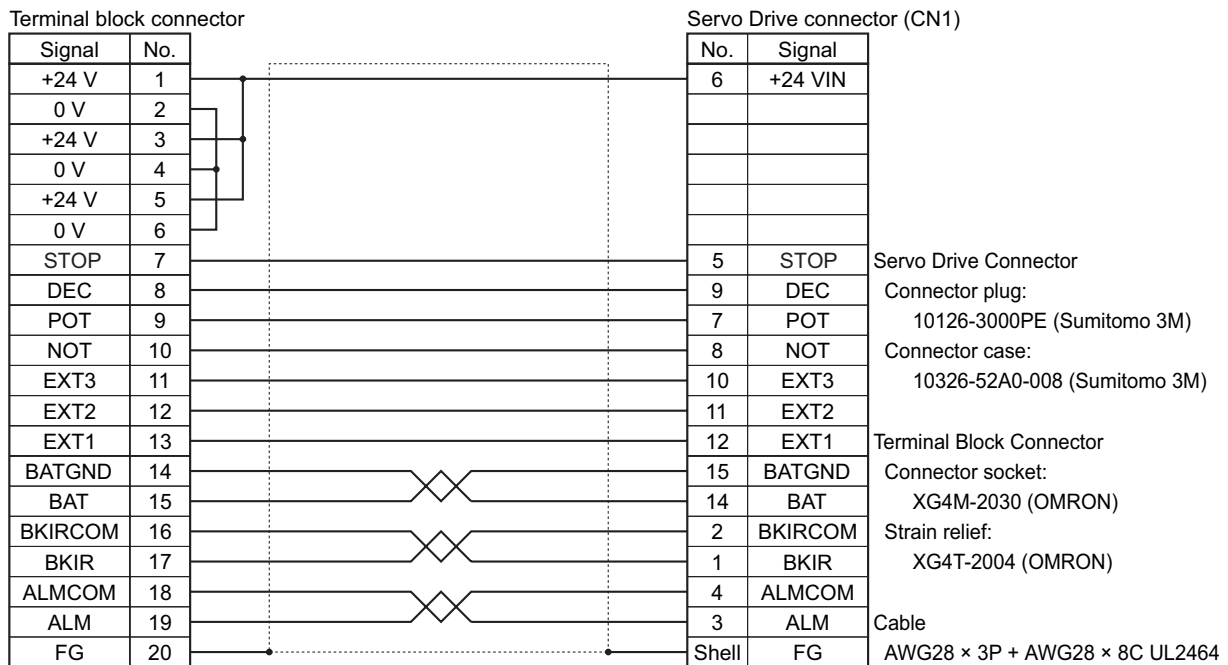 Terminal block connector
Servo Drive connector (CN1)
Signal No. No. Signal
+24 V 1 6 +24 VIN
0 V 2
+24 V 3
0 V 4
+24 V 5
0 V 6
STOP 7 5 STOP Servo Drive Connector
DEC 8 9 DEC Connector plug:
POT 9 7 POT 10126-3000PE (Sumitomo 3M)
NOT 10 8 NOT Connector case:
EXT3 11 10 EXT3 10326-52A0-008 (Sumitomo 3M)
EXT2 12 11 EXT2
EXT1 13 12 EXT1 Terminal Block Connector
BATGND 14 15 BATGND Connector socket:
BAT 15 14 BAT XG4M-2030 (OMRON)
BKIRCOM 16 2 BKIRCOM Strain relief:
BKIR 17 1 BKIR XG4T-2004 (OMRON)
ALMCOM 18 4 ALMCOM
ALM 19 3 ALM Cable
FG 20 Shell FG AWG28 × 3P + AWG28 × 8C UL2464